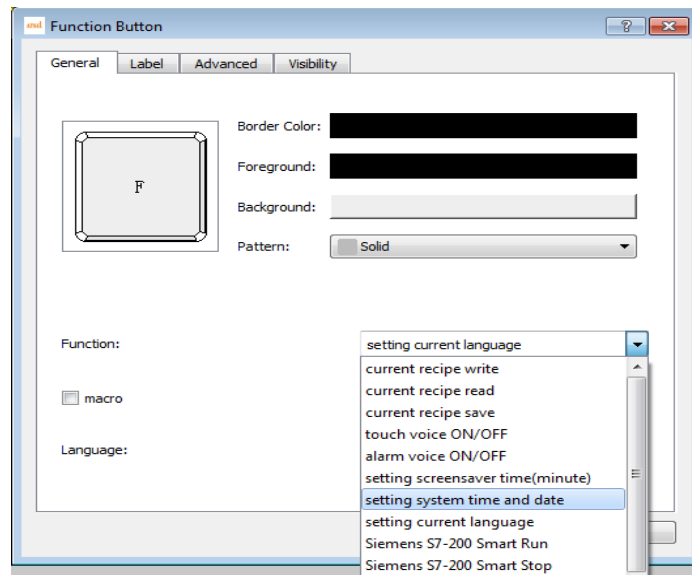 Function Button
General Label Advanced Visibility
Border Color:
Foreground:
F
Background:
Pattern: Solid
Function: setting current language
current recipe write
current recipe read
macro
current recipe save
touch voice ON/OFF
Language:
alarm voice ON/OFF
setting screensaver time(minute)
setting system time and date
setting current language
Siemens S7-200 Smart Run
Siemens S7-200 Smart Stop